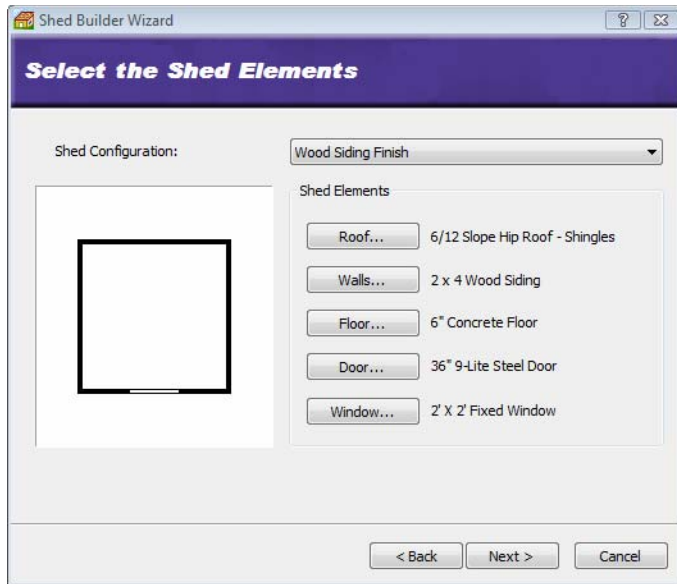 Shed Builder Wizard
Select the Shed Elements
Shed Configuration:
Wood Siding Finish
Shed Elements
Roof... 6/12 Slope Hip Roof - Shingles
Walls... 2 x 4 Wood Siding
Floor... 6" Concrete Floor
Door... 36" 9-Lite Steel Door
Window... 2' X 2' Fixed Window
< Back Next > Cancel